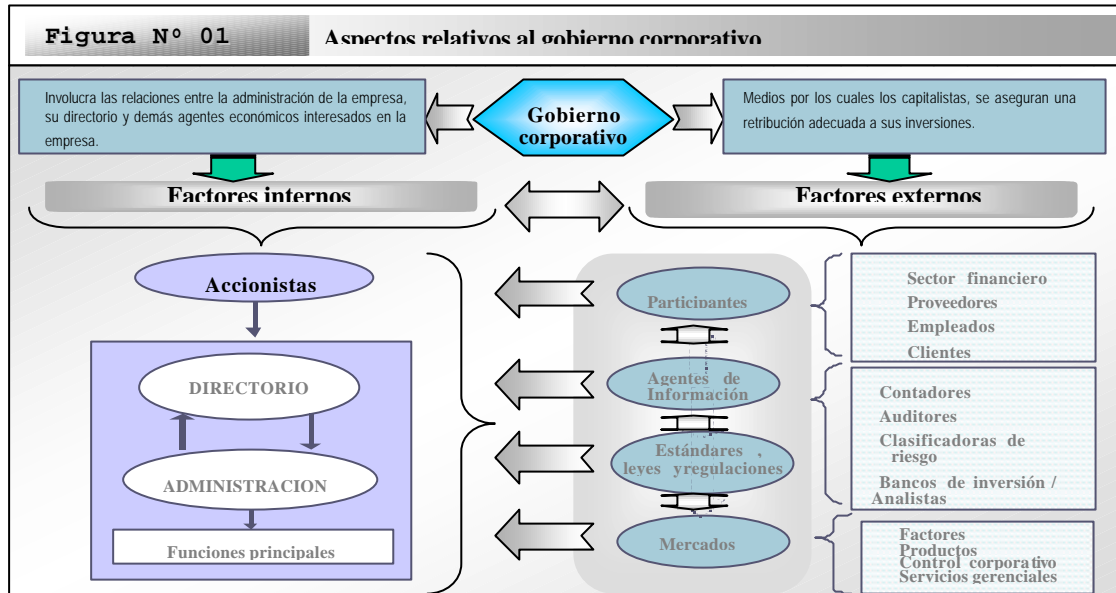 Figura Nº 01
Aspectos relativos al gobierno corporativo
Involucra las relaciones entre la administración de la empresa,
su directorio y demás agentes económicos interesados en la
empresa.
Gobierno
corporativo
Medios por los cuales los capitalistas, se aseguran una
retribución adecuada a sus inversiones.
Factores internos
Factores externos
Accionistas
DIRECTORIO
ADMINISTRACION
Funciones principales
Participantes
Agentes de
Información
Estándares ,
leyes yregulaciones
Mercados
Sector financiero
Proveedores
Empleados
Clientes
Contadores
Auditores
Clasificadoras de
riesgo
Bancos de inversión /
Analistas
Factores
Productos
Control corporativo
Servicios gerenciales